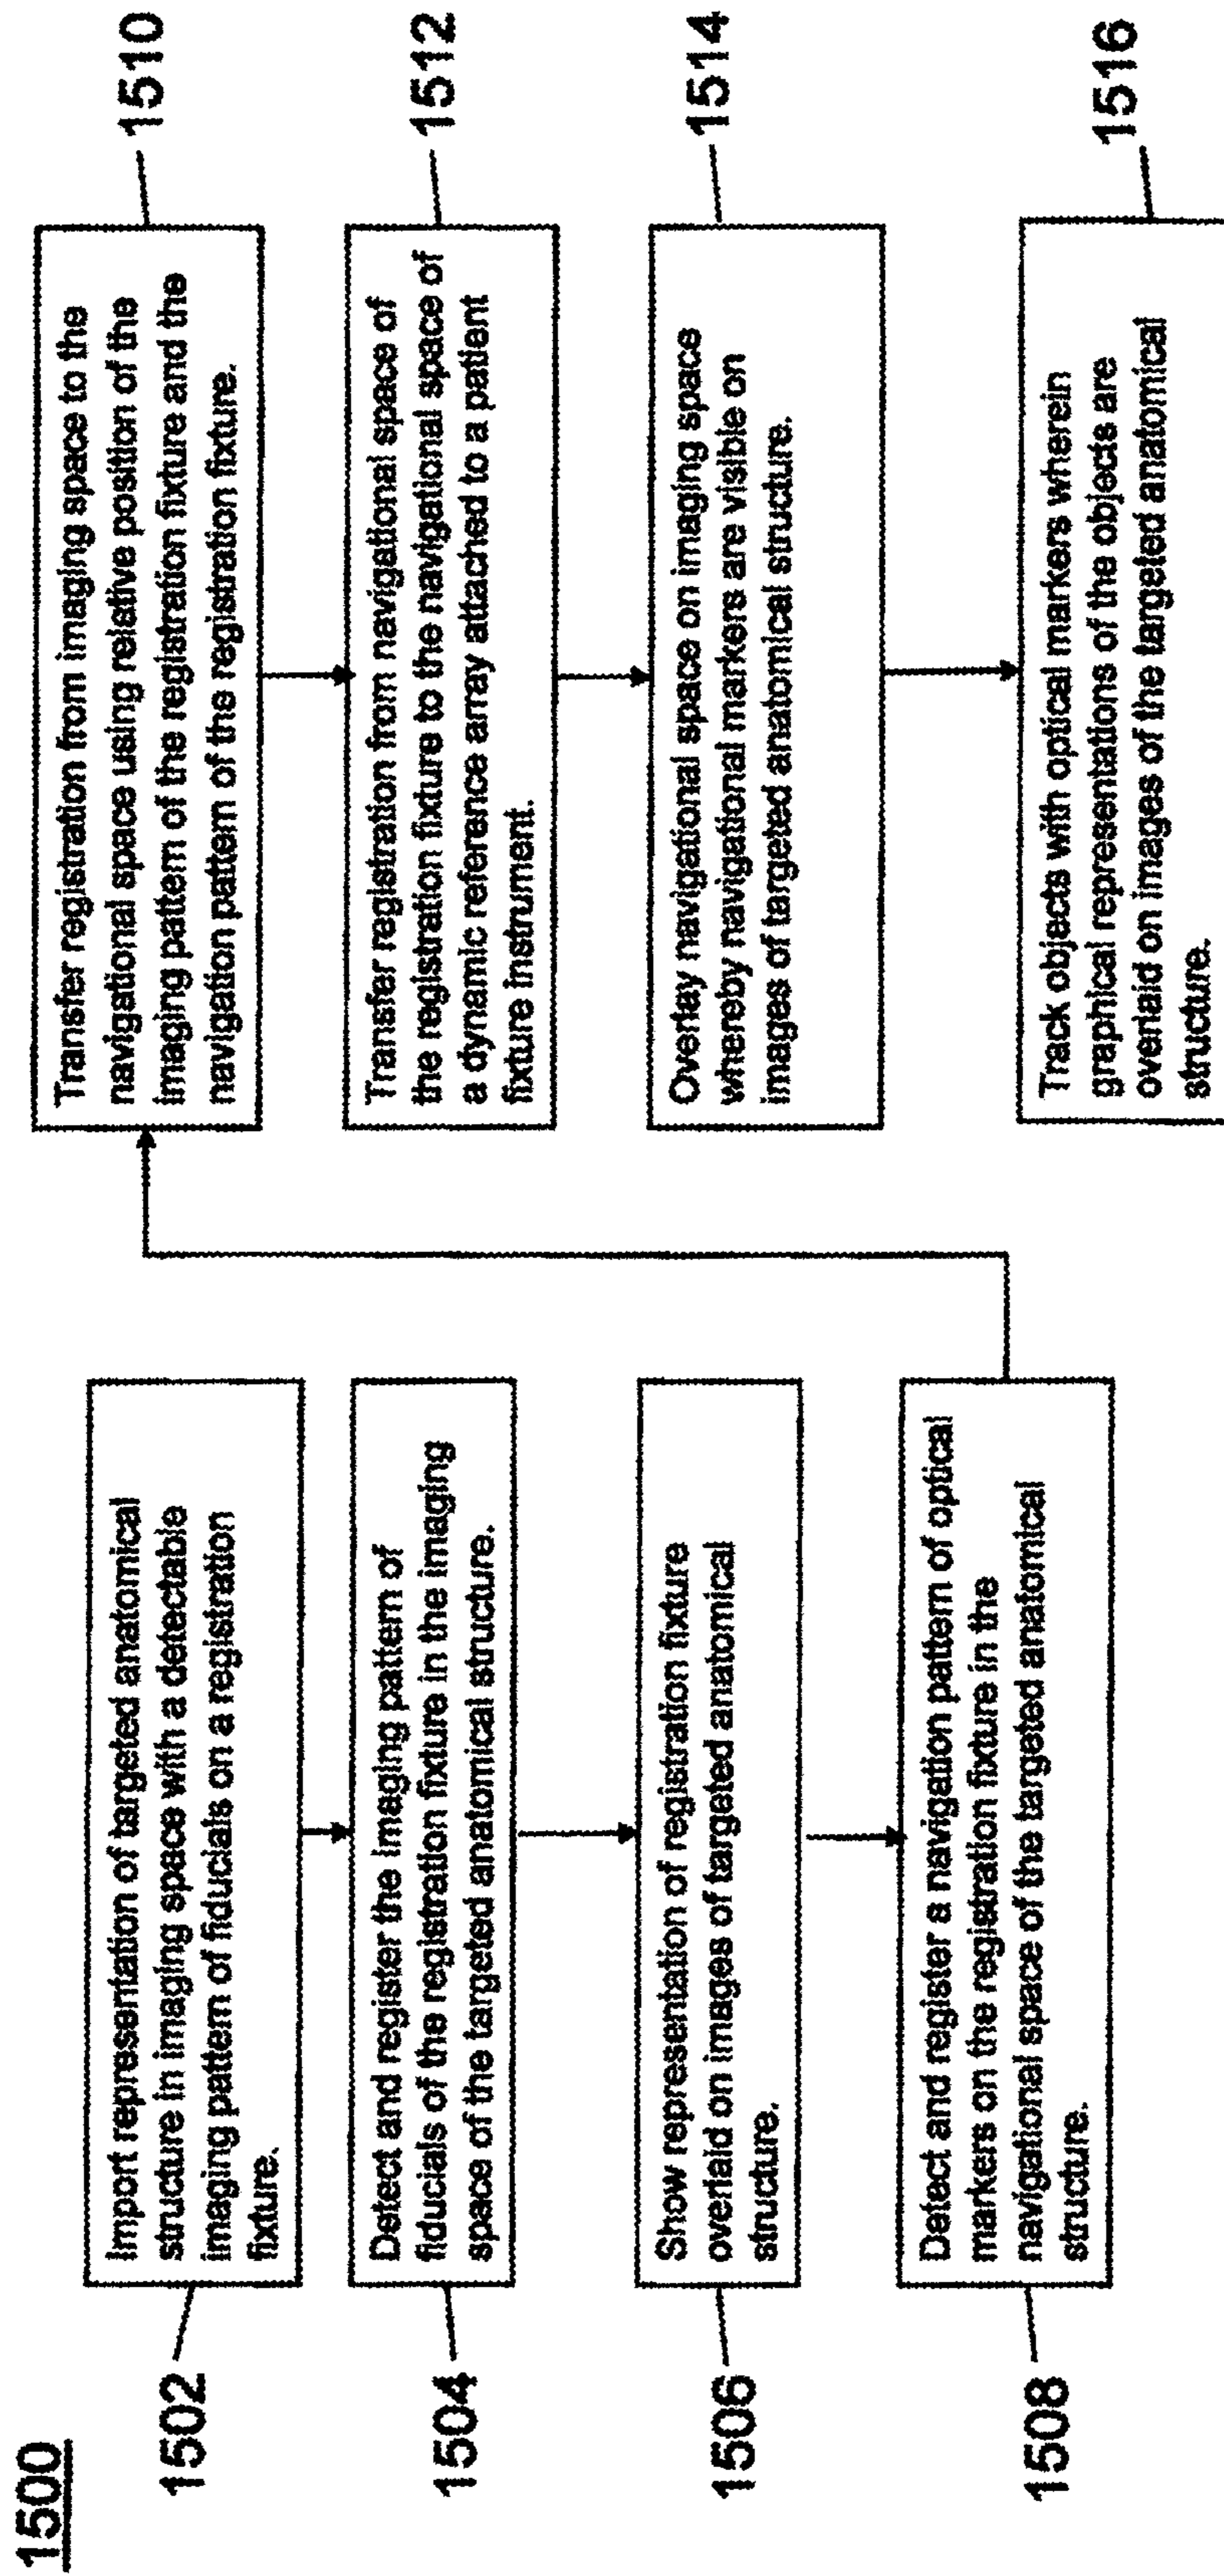 1500
1502
Import representation of targeted anatomical
structure in imaging space with a detectable
imaging pattern of fiducials on a registration
fixture.
1504
Detect and register the imaging pattern of
fiducials of the registration fixture in the imaging
space of the targeted anatomical structure.
1506
Show representation of registration fixture
overlaid on images of targeted anatomical
structure.
1508
Detect and register a navigation pattern of optical
markers on the registration fixture in the
navigational space of the targeted anatomical
structure.
1510
Transfer registration from imaging space to the
navigational space using relative position of the
imaging pattern of the registration fixture and the
navigation pattern of the registration fixture.
1512
Transfer registration from navigational space of
the registration fixture to the navigational space of
a dynamic reference array attached to a patient
fixture instrument.
1514
Overlay navigational space on imaging space
whereby navigational markers are visible on
images of targeted anatomical structure.
1516
Track objects with optical markers wherein
graphical representations of the objects are
overlaid on images of the targeted anatomical
structure.